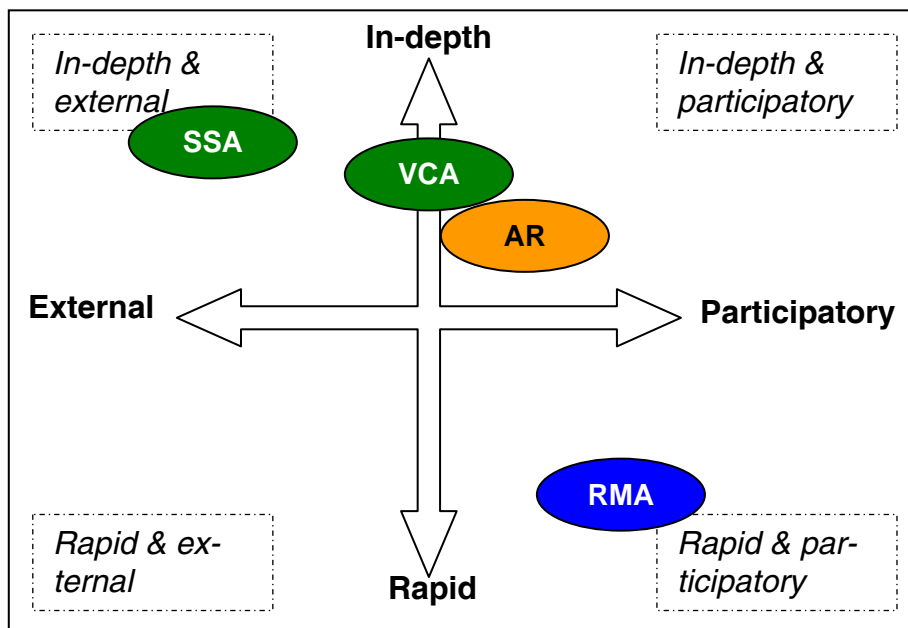 In-depth
In-depth &
external
In-depth &
participatory
SSA
VCA
AR
External
Participatory
RMA
Rapid & ex-
ternal
Rapid
Rapid & par-
ticipatory